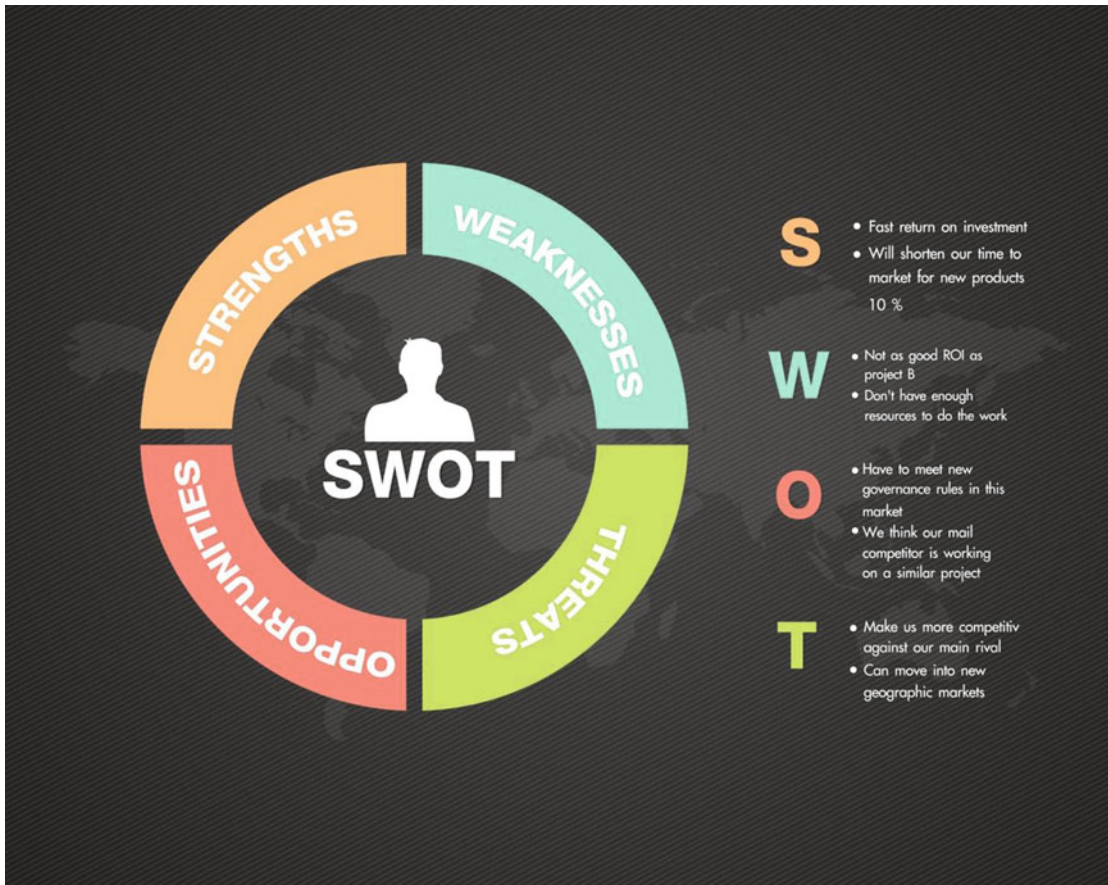 STRENGTHS
WEAKNESSES
OPPORTUNITIES
THREATS
SWOT
S
• Fast return on investment
• Will shorten our time to
market for new products
10 %
W
• Not as good ROI as
project B
• Don't have enough
resources to do the work
O
• Have to meet new
governance rules in this
market
• We think our mail
competitor is working
on a similar project
T
• Make us more competitiv
against our main rival
• Can move into new
geographic markets